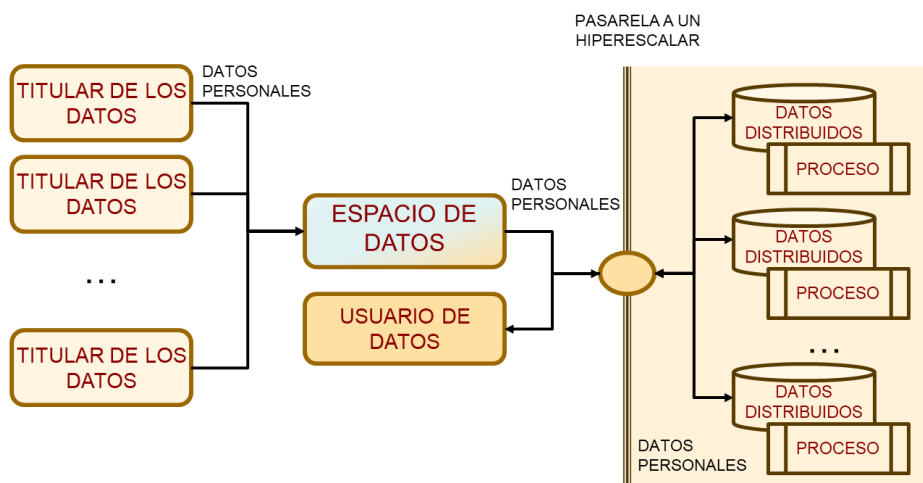 PASARELA A UN
HIPERESCALAR
DATOS
PERSONALES
TITULAR DE LOS
DATOS
TITULAR DE LOS
DATOS
...
TITULAR DE LOS
DATOS
ESPACIO DE
DATOS
USUARIO DE
DATOS
DATOS
PERSONALES
DATOS
DISTRIBUIDOS
PROCESO
DATOS
DISTRIBUIDOS
PROCESO
...
DATOS
DISTRIBUIDOS
PROCESO
DATOS
PERSONALES